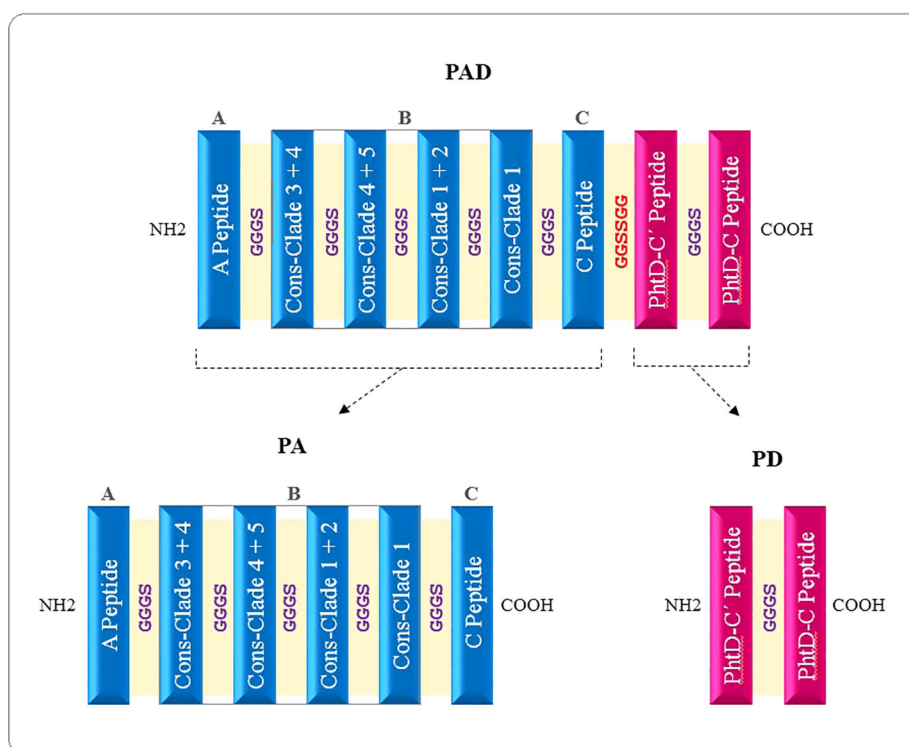 PAD
A
B
C
NH2
A Peptide
GGGS
Cons-Clade 3 + 4
GGGS
Cons-Clade 4 + 5
GGGS
Cons-Clade 1 + 2
GGGS
Cons-Clade 1
GGGS
C Peptide
GGSSGG
PhtD-C´ Peptide
GGGS
PhtD-C Peptide
COOH
PA
A
B
C
NH2
A Peptide
GGGS
Cons-Clade 3 + 4
GGGS
Cons-Clade 4 + 5
GGGS
Cons-Clade 1 + 2
GGGS
Cons-Clade 1
GGGS
C Peptide
COOH
PD
NH2
PhtD-C´ Peptide
GGGS
PhtD-C Peptide
COOH